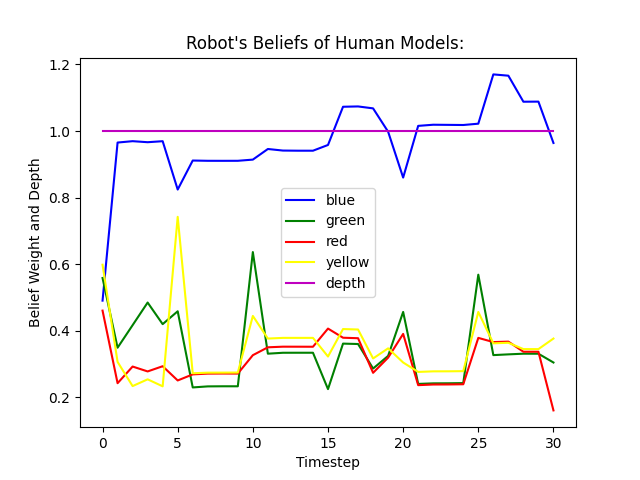 Robot's Beliefs of Human Models:
1.2
1.0
0.8
0.6
0.4
0.2
Belief Weight and Depth
blue
green
red
yellow
depth
0 5 10 15 20 25 30
Timestep